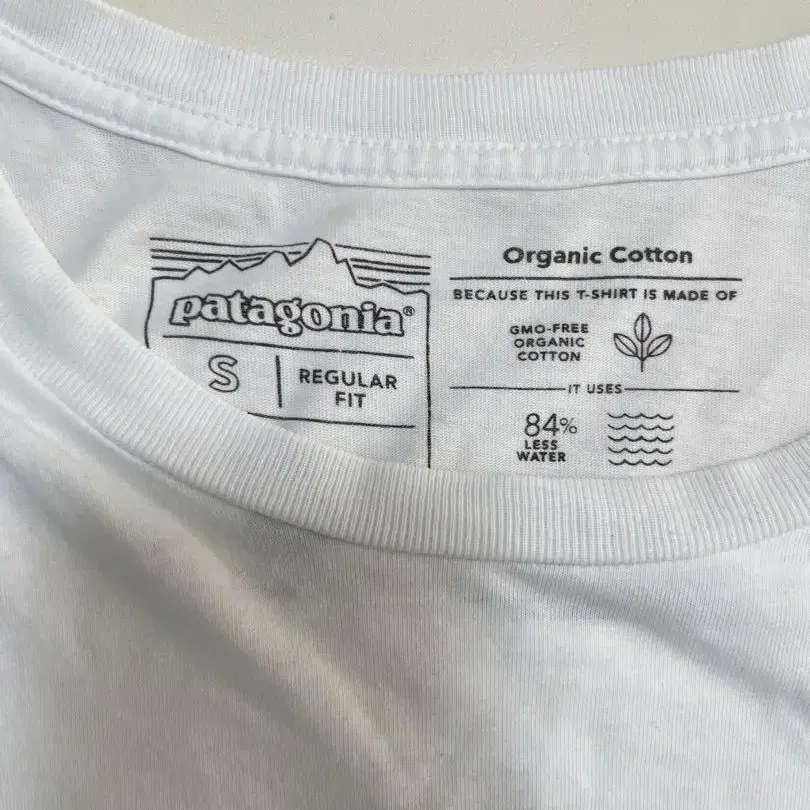 patagonia®
S
REGULAR
FIT
Organic Cotton
BECAUSE THIS T-SHIRT IS MADE OF
GMO-FREE
ORGANIC
COTTON
IT USES
84%
LESS
WATER